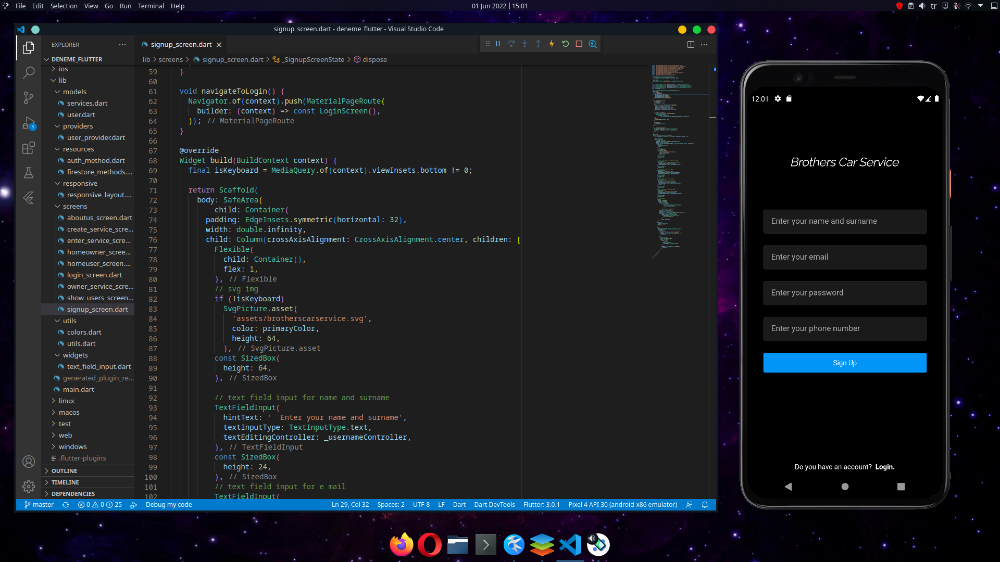 File Edit Selection View Go Run Terminal Help
01 Jun 2022 | 15:01
tr
signup_screen.dart - deneme_flutter - Visual Studio Code
EXPLORER
DENEME_FLUTTER
ios
lib
models
services.dart
user.dart
providers
user_provider.dart
resources
auth_method.dart
firestore_methods....
responsive
responsive_layout....
screens
aboutus_screen.dart
create_service_scre...
enter_service_scre...
homeowner_scree...
homeuser_screen....
login_screen.dart
owner_service_scre...
show_users_screen...
signup_screen.dart
utils
colors.dart
utils.dart
widgets
text_field_input.dart
generated_plugin_re...
main.dart
linux
macos
test
web
windows
.flutter-plugins
OUTLINE
TIMELINE
DEPENDENCIES
1
signup_screen.dart
lib > screens > signup_screen.dart > _SignupScreenState > dispose
59 }
60
61 void navigateToLogin() {
62 Navigator.of(context).push(MaterialPageRoute(
63 builder: (context) => const LoginScreen(),
64 )); // MaterialPageRoute
65 }
66
67 @override
68 Widget build(BuildContext context) {
69 final isKeyboard = MediaQuery.of(context).viewInsets.bottom != 0;
70
71 return Scaffold(
72 body: SafeArea(
73 child: Container(
74 padding: EdgeInsets.symmetric(horizontal: 32),
75 width: double.infinity,
76 child: Column(crossAxisAlignment: CrossAxisAlignment.center, children: [
77 Flexible(
78 child: Container(),
79 flex: 1,
80 ), // Flexible
81 // svg img
82 if (!isKeyboard)
83 SvgPicture.asset(
84 'assets/brotherscarservice.svg',
85 color: primaryColor,
86 height: 64,
87 ), // SvgPicture.asset
88 const SizedBox(
89 height: 64,
90 ), // SizedBox
91
92 // text field input for name and surname
93 TextFieldInput(
94 hintText: '  Enter your name and surname',
95 textInputType: TextInputType.text,
96 textEditingController: _usernameController,
97 ), // TextFieldInput
98 const SizedBox(
99 height: 24,
100 ), // SizedBox
101 // text field input for e mail
102 TextFieldInput(
master 0 0 25 Debug my code Ln 29, Col 32 Spaces: 2 UTF-8 LF Dart Dart DevTools Flutter: 3.0.1 Pixel 4 API 30 (android-x86 emulator)
12:01
Brothers Car Service
Enter your name and surname
Enter your email
Enter your password
Enter your phone number
Sign Up
Do you have an account? Login.